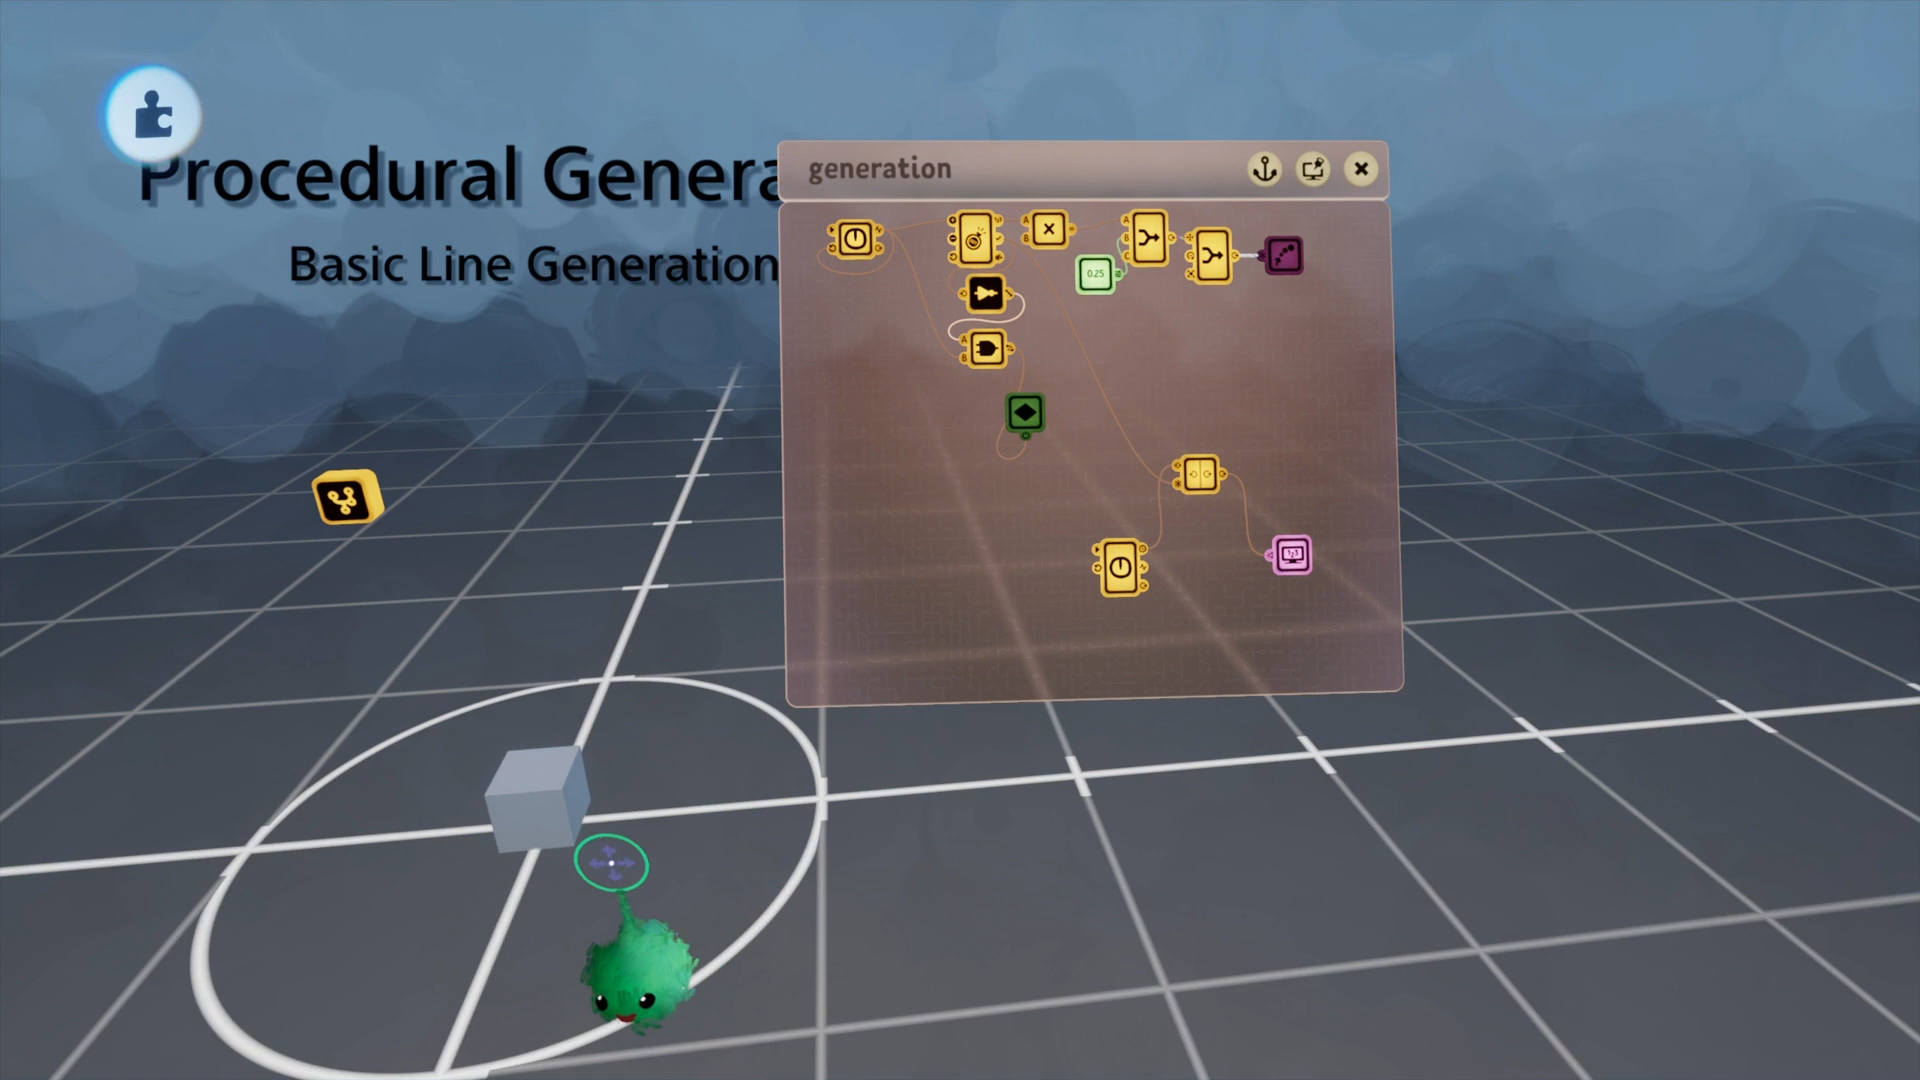 Procedural Genera
Basic Line Generation
generation
0.25
A
B
A
B
A
B